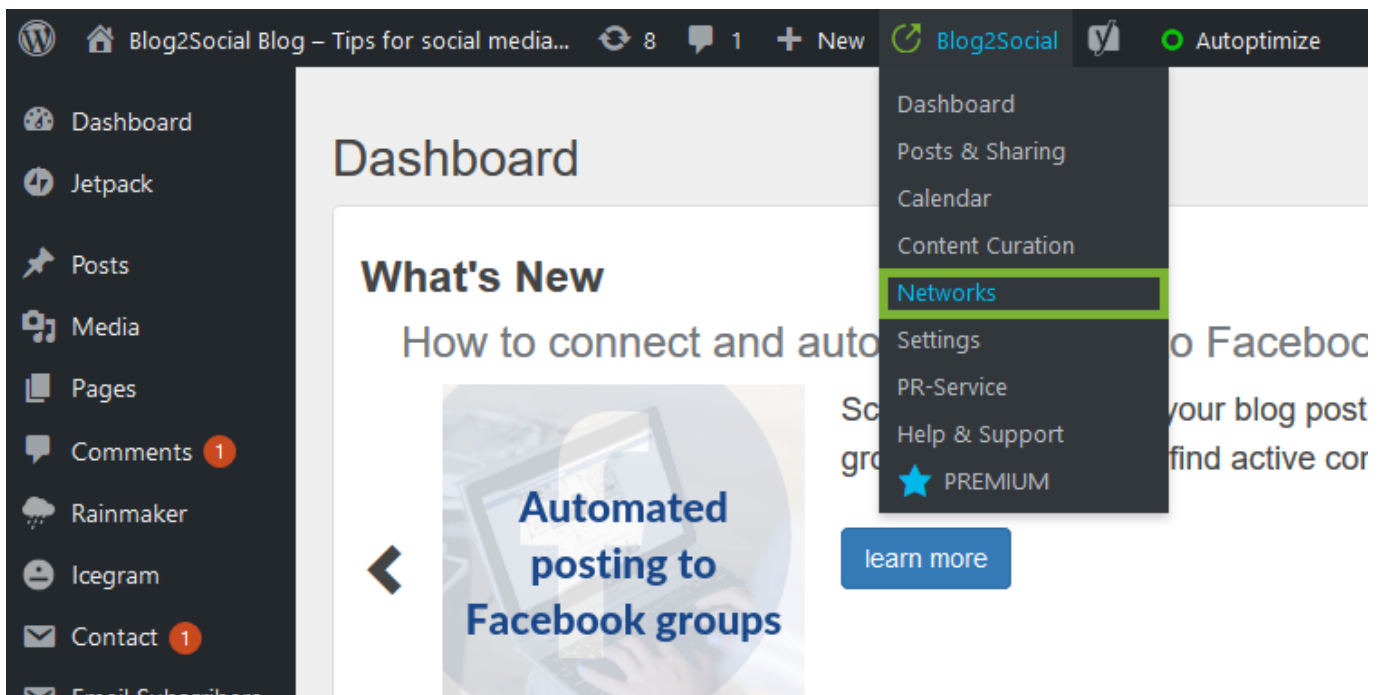 Blog2Social Blog – Tips for social media...
8
1
New
Blog2Social
Autoptimize
Dashboard
Jetpack
Posts
Media
Pages
Comments 1
Rainmaker
Icegram
Contact 1
Email Subscribers
Dashboard
Posts & Sharing
Calendar
Content Curation
Networks
Settings
PR-Service
Help & Support
PREMIUM
Dashboard
What's New
How to connect and auto
o Faceboo
Sc
your blog post
gro
find active cor
Automated
posting to
Facebook groups
learn more